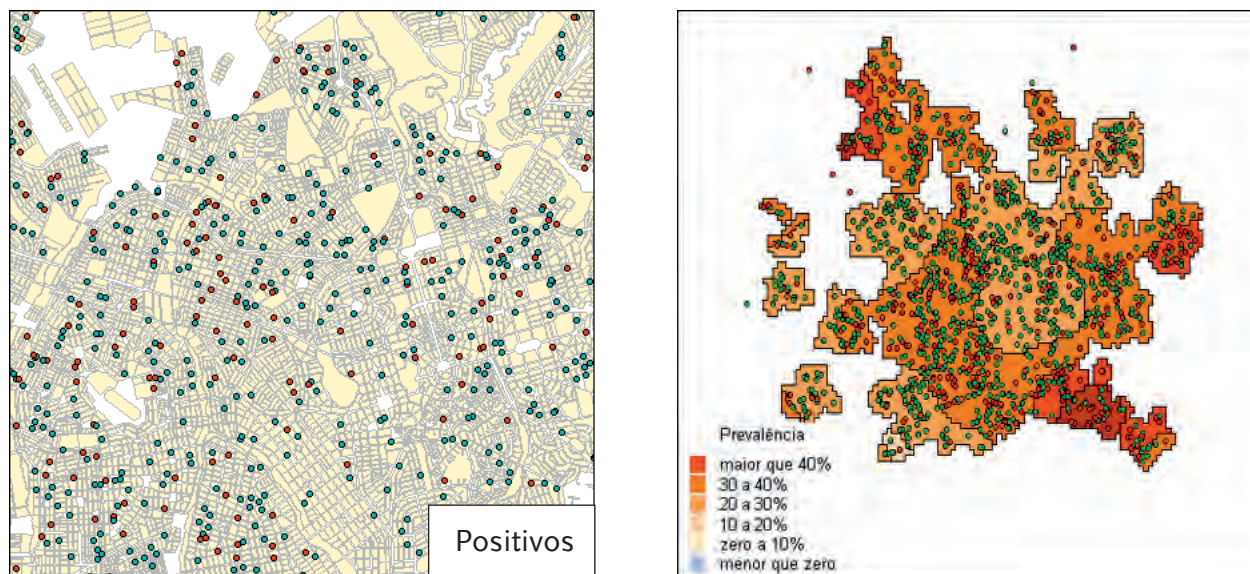 Positivos
Prevalência
maior que 40%
30 a 40%
20 a 30%
10 a 20%
zero a 10%
menor que zero